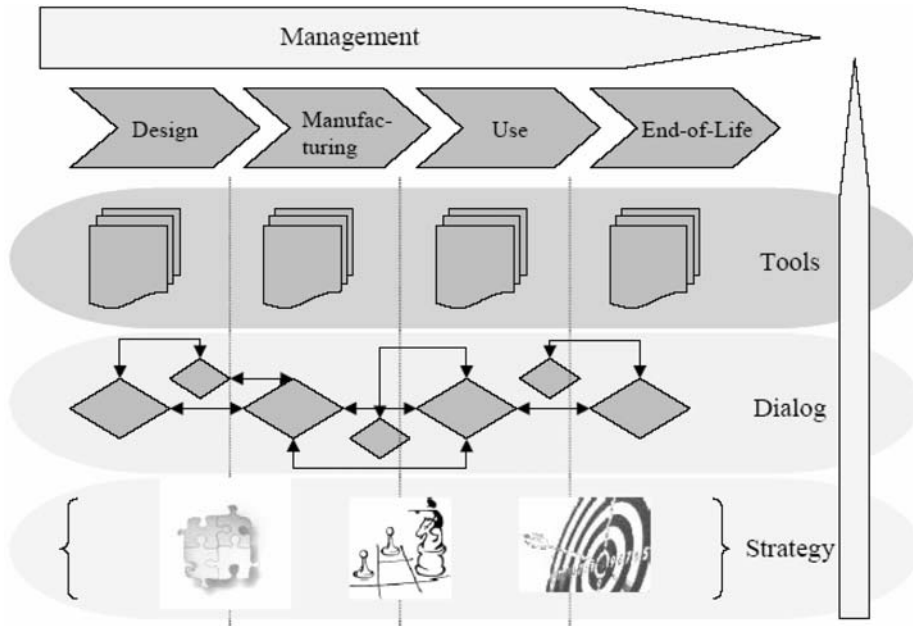 Management
Design
Manufac-
turing
Use
End-of-Life
Tools
Dialog
Strategy